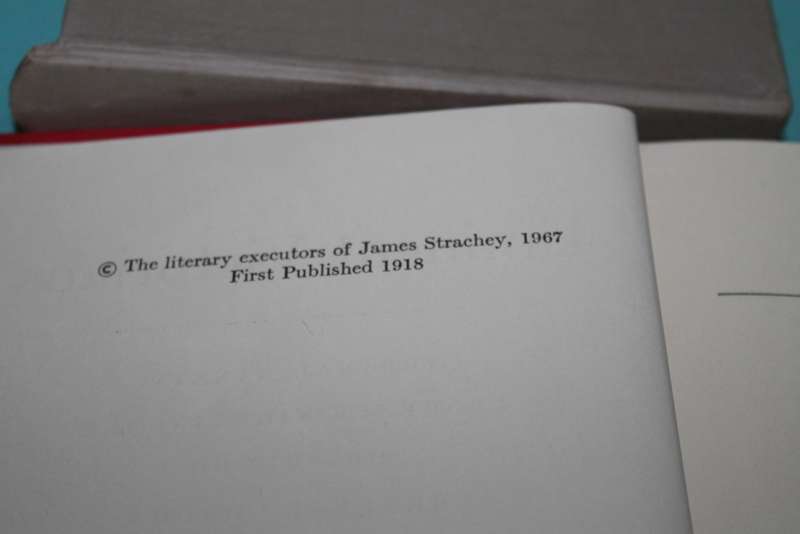 © The literary executors of James Strachey, 1967
First Published 1918